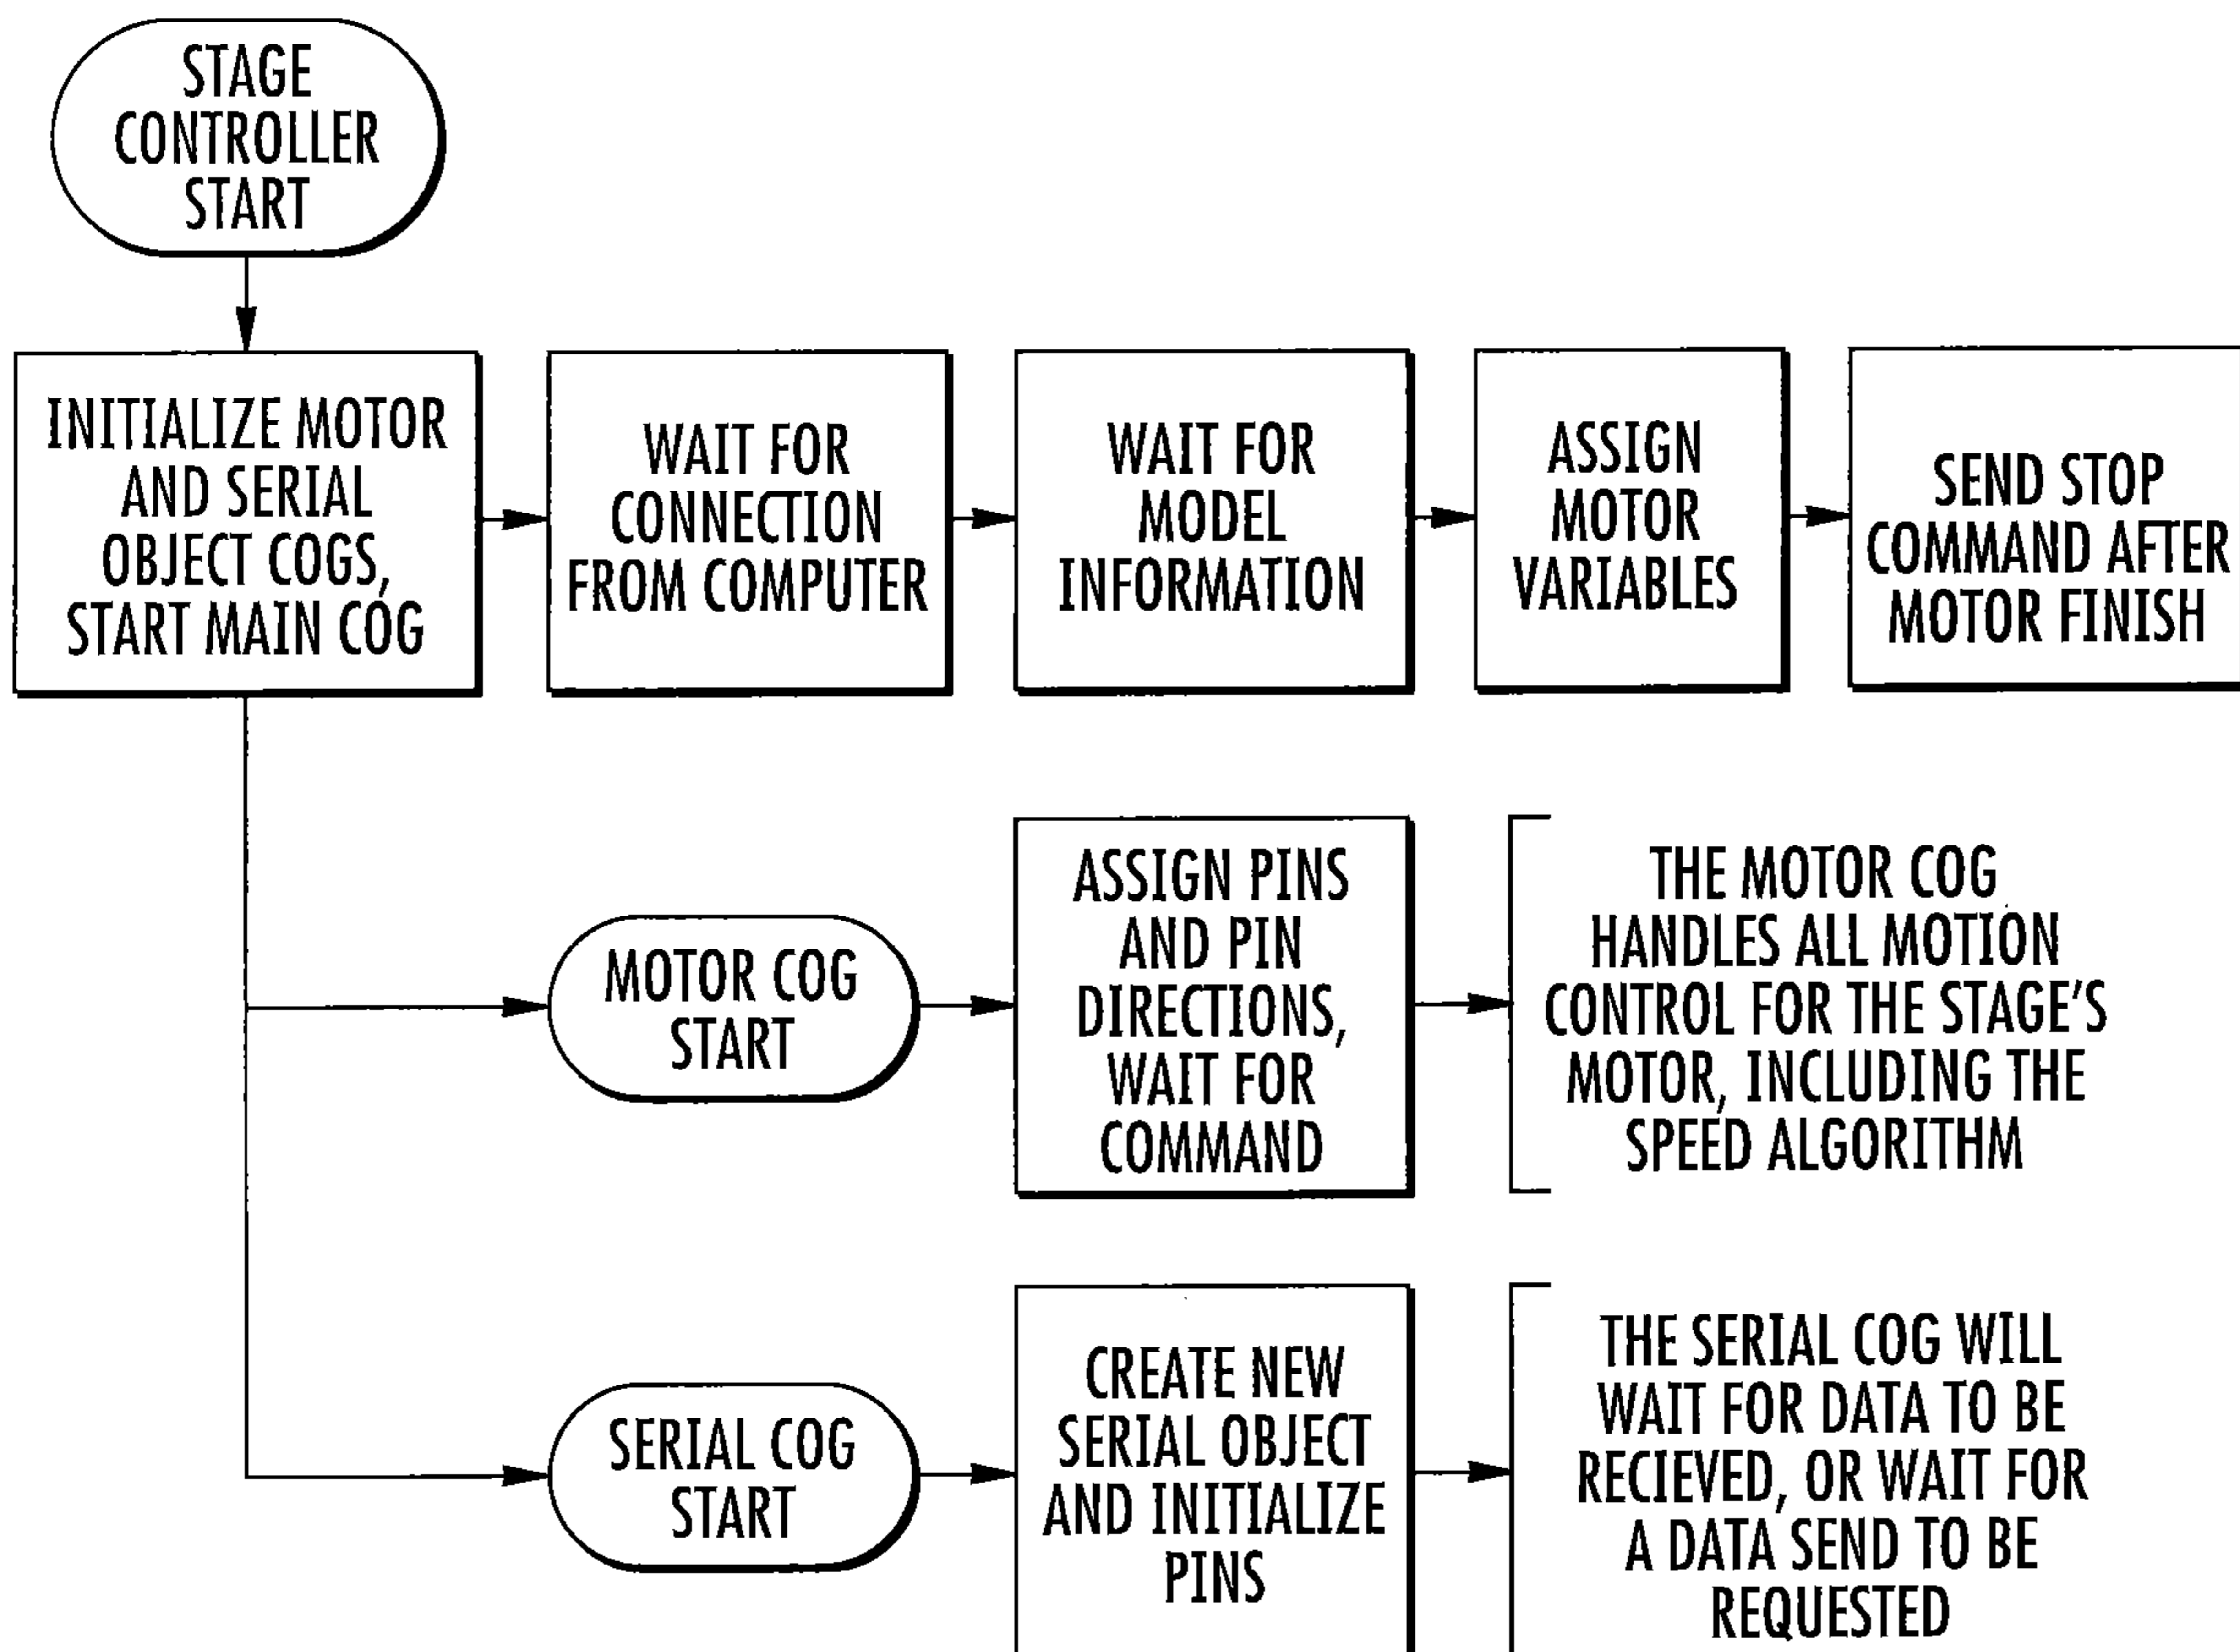 STAGE
CONTROLLER
START
INITIALIZE MOTOR
AND SERIAL
OBJECT COGS,
START MAIN COG
WAIT FOR
CONNECTION
FROM COMPUTER
WAIT FOR
MODEL
INFORMATION
ASSIGN
MOTOR
VARIABLES
SEND STOP
COMMAND AFTER
MOTOR FINISH
MOTOR COG
START
ASSIGN PINS
AND PIN
DIRECTIONS,
WAIT FOR
COMMAND
THE MOTOR COG
HANDLES ALL MOTION
CONTROL FOR THE STAGE'S
MOTOR, INCLUDING THE
SPEED ALGORITHM
SERIAL COG
START
CREATE NEW
SERIAL OBJECT
AND INITIALIZE
PINS
THE SERIAL COG WILL
WAIT FOR DATA TO BE
RECIEVED, OR WAIT FOR
A DATA SEND TO BE
REQUESTED